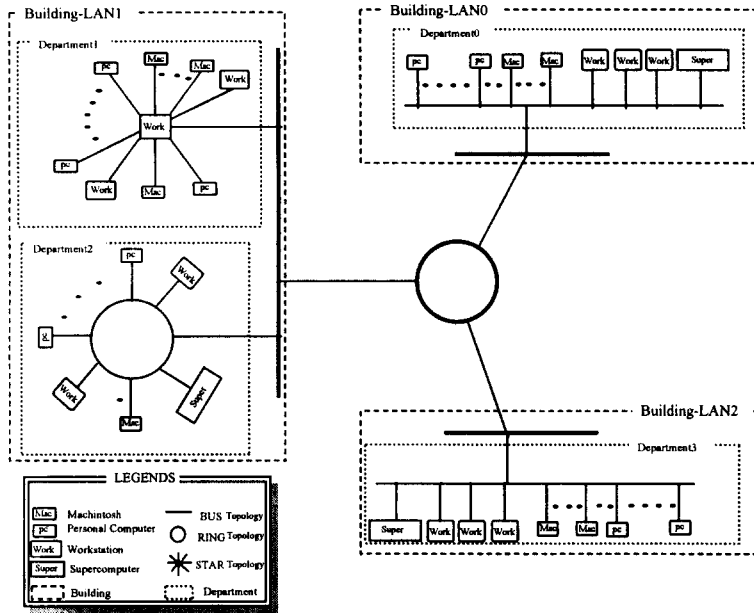 Building-LAN1
Department1
pc
Mac
Mac
Work
Work
pc
Work
Mac
pc
Department2
pc
Work
pc
Work
Super
Mac
Building-LAN0
Department0
pc
pc
Mac
Mac
Work
Work
Work
Super
Building-LAN2
Department3
Super
Work
Work
Work
Mac
Mac
pc
pc
LEGENDS
Mac Machintosh
pc Personal Computer
Work Workstation
Super Supercomputer
Building
BUS Topology
RING Topology
STAR Topology
Department